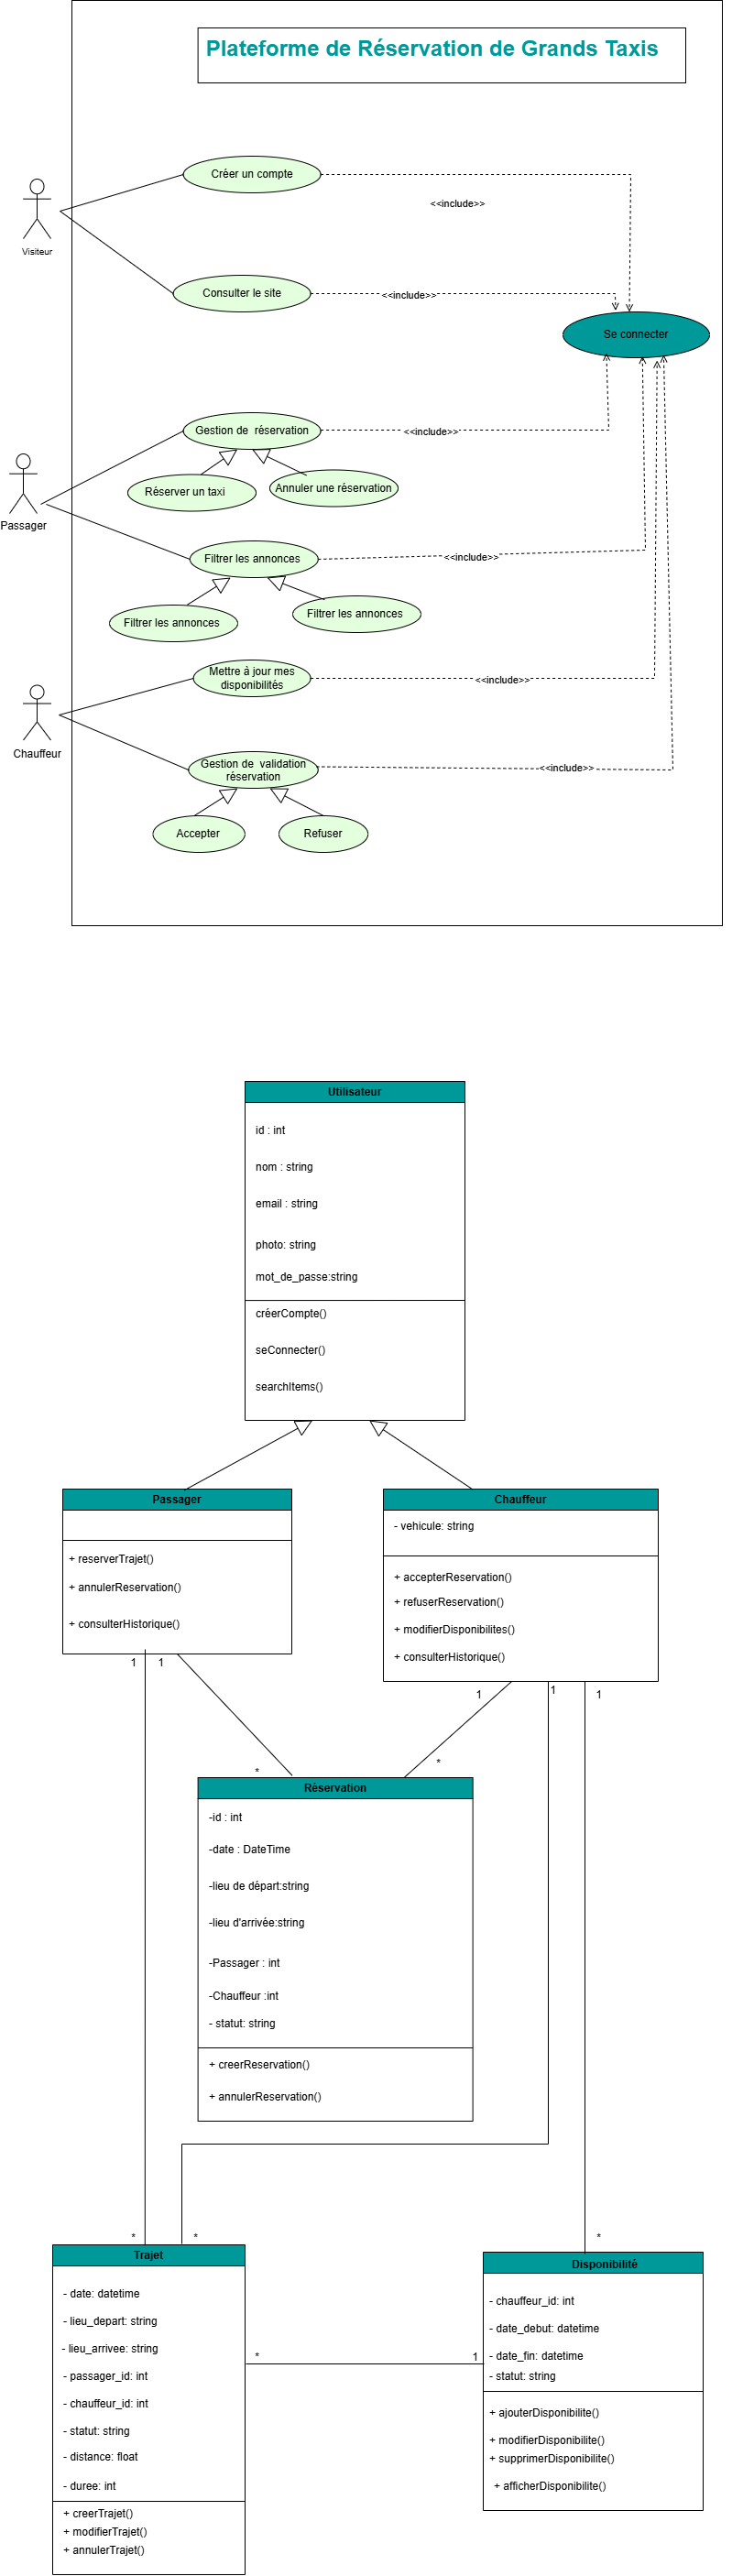 Plateforme de Réservation de Grands Taxis
Créer un compte
<<include>>
Visiteur
Consulter le site
<<include>>
Se connecter
Gestion de réservation
<<include>>
Réserver un taxi
Annuler une réservation
Passager
Filtrer les annonces
<<include>>
Filtrer les annonces
Filtrer les annonces
Mettre à jour mes
disponibilités
<<include>>
Chauffeur
Gestion de validation
réservation
<<include>>
Accepter
Refuser
Utilisateur
id : int
nom : string
email : string
photo: string
mot_de_passe:string
créerCompte()
seConnecter()
searchItems()
Passager
+ reserverTrajet()
+ annulerReservation()
+ consulterHistorique()
Chauffeur
- vehicule: string
+ accepterReservation()
+ refuserReservation()
+ modifierDisponibilites()
+ consulterHistorique()
1
1
1
1
1
*
*
Réservation
-id : int
-date : DateTime
-lieu de départ:string
-lieu d'arrivée:string
-Passager : int
-Chauffeur :int
- statut: string
+ creerReservation()
+ annulerReservation()
*
*
*
Trajet
- date: datetime
- lieu_depart: string
- lieu_arrivee: string
- passager_id: int
- chauffeur_id: int
- statut: string
- distance: float
- duree: int
+ creerTrajet()
+ modifierTrajet()
+ annulerTrajet()
*
1
Disponibilité
- chauffeur_id: int
- date_debut: datetime
- date_fin: datetime
- statut: string
+ ajouterDisponibilite()
+ modifierDisponibilite()
+ supprimerDisponibilite()
+ afficherDisponibilite()